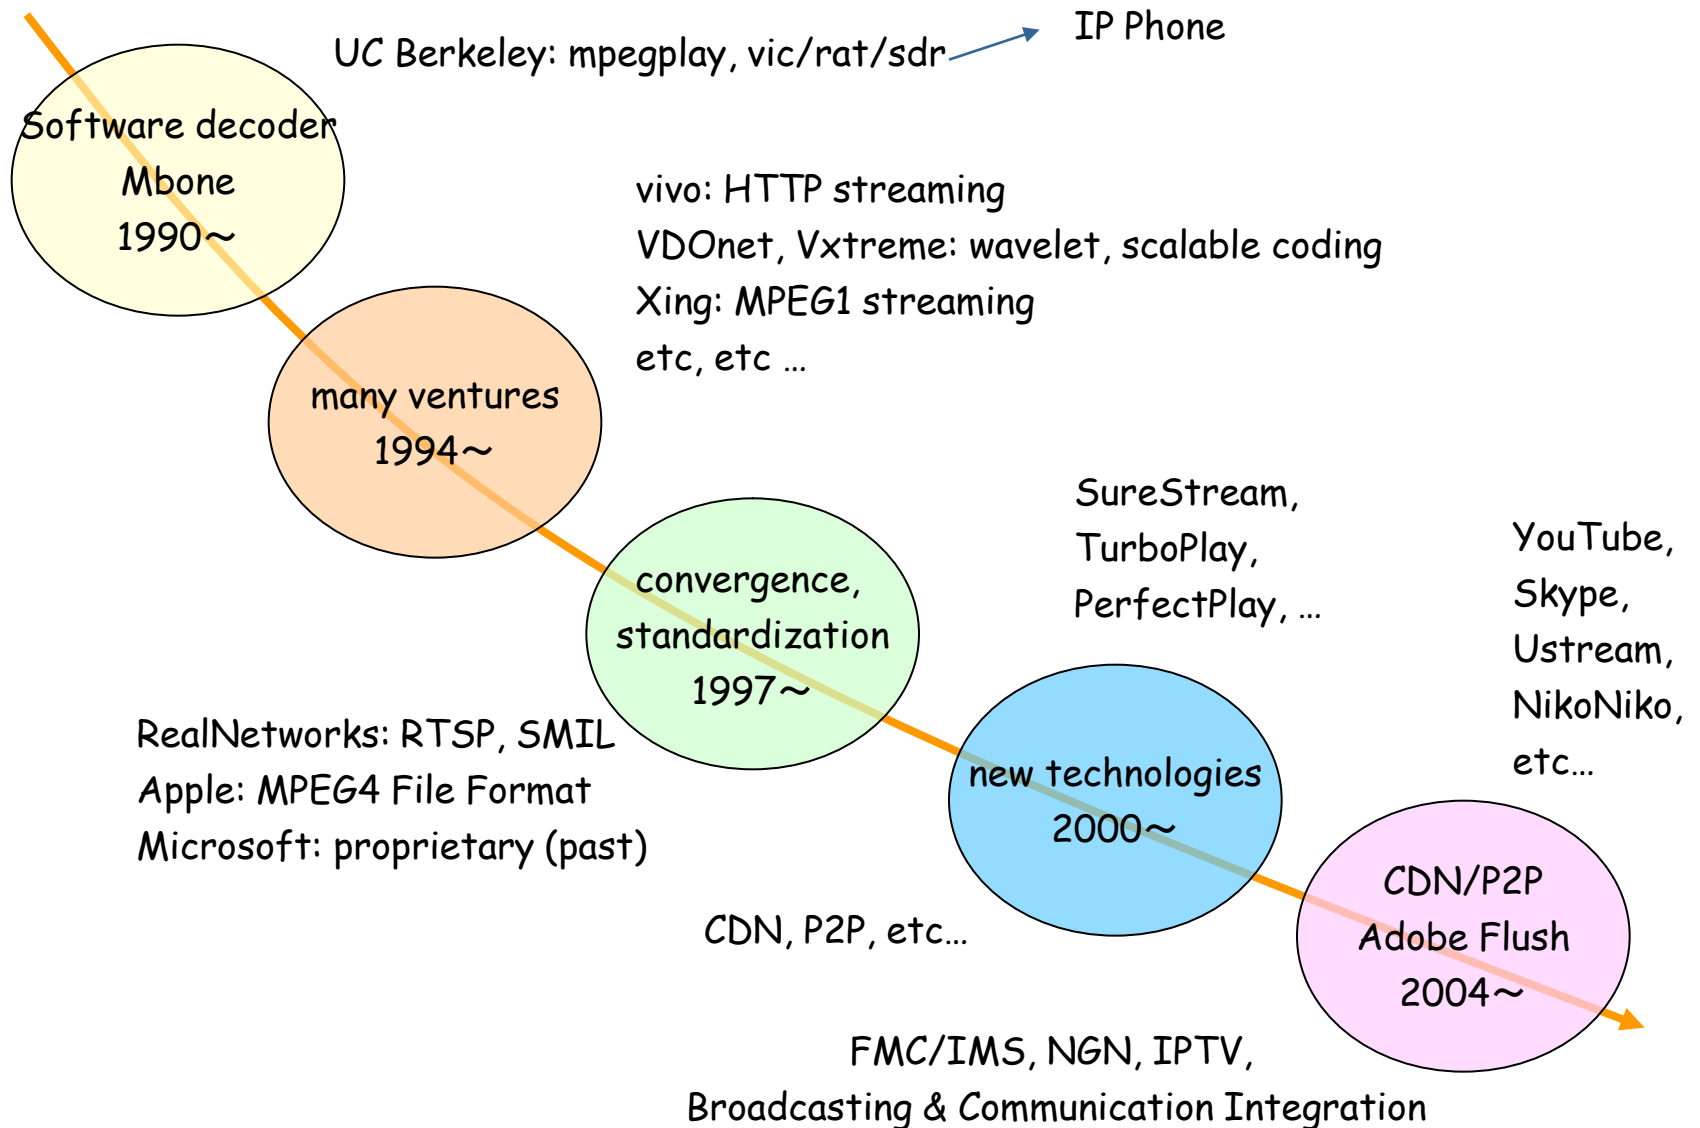 UC Berkeley: mpegplay, vic/rat/sdr
IP Phone
Software decoder
Mbone
1990～
vivo: HTTP streaming
VDOnet, Vxtreme: wavelet, scalable coding
Xing: MPEG1 streaming
etc, etc …
many ventures
1994～
convergence,
standardization
1997～
RealNetworks: RTSP, SMIL
Apple: MPEG4 File Format
Microsoft: proprietary (past)
SureStream,
TurboPlay,
PerfectPlay, …
new technologies
2000～
CDN, P2P, etc…
YouTube,
Skype,
Ustream,
NikoNiko,
etc…
CDN/P2P
Adobe Flush
2004～
FMC/IMS, NGN, IPTV,
Broadcasting & Communication Integration